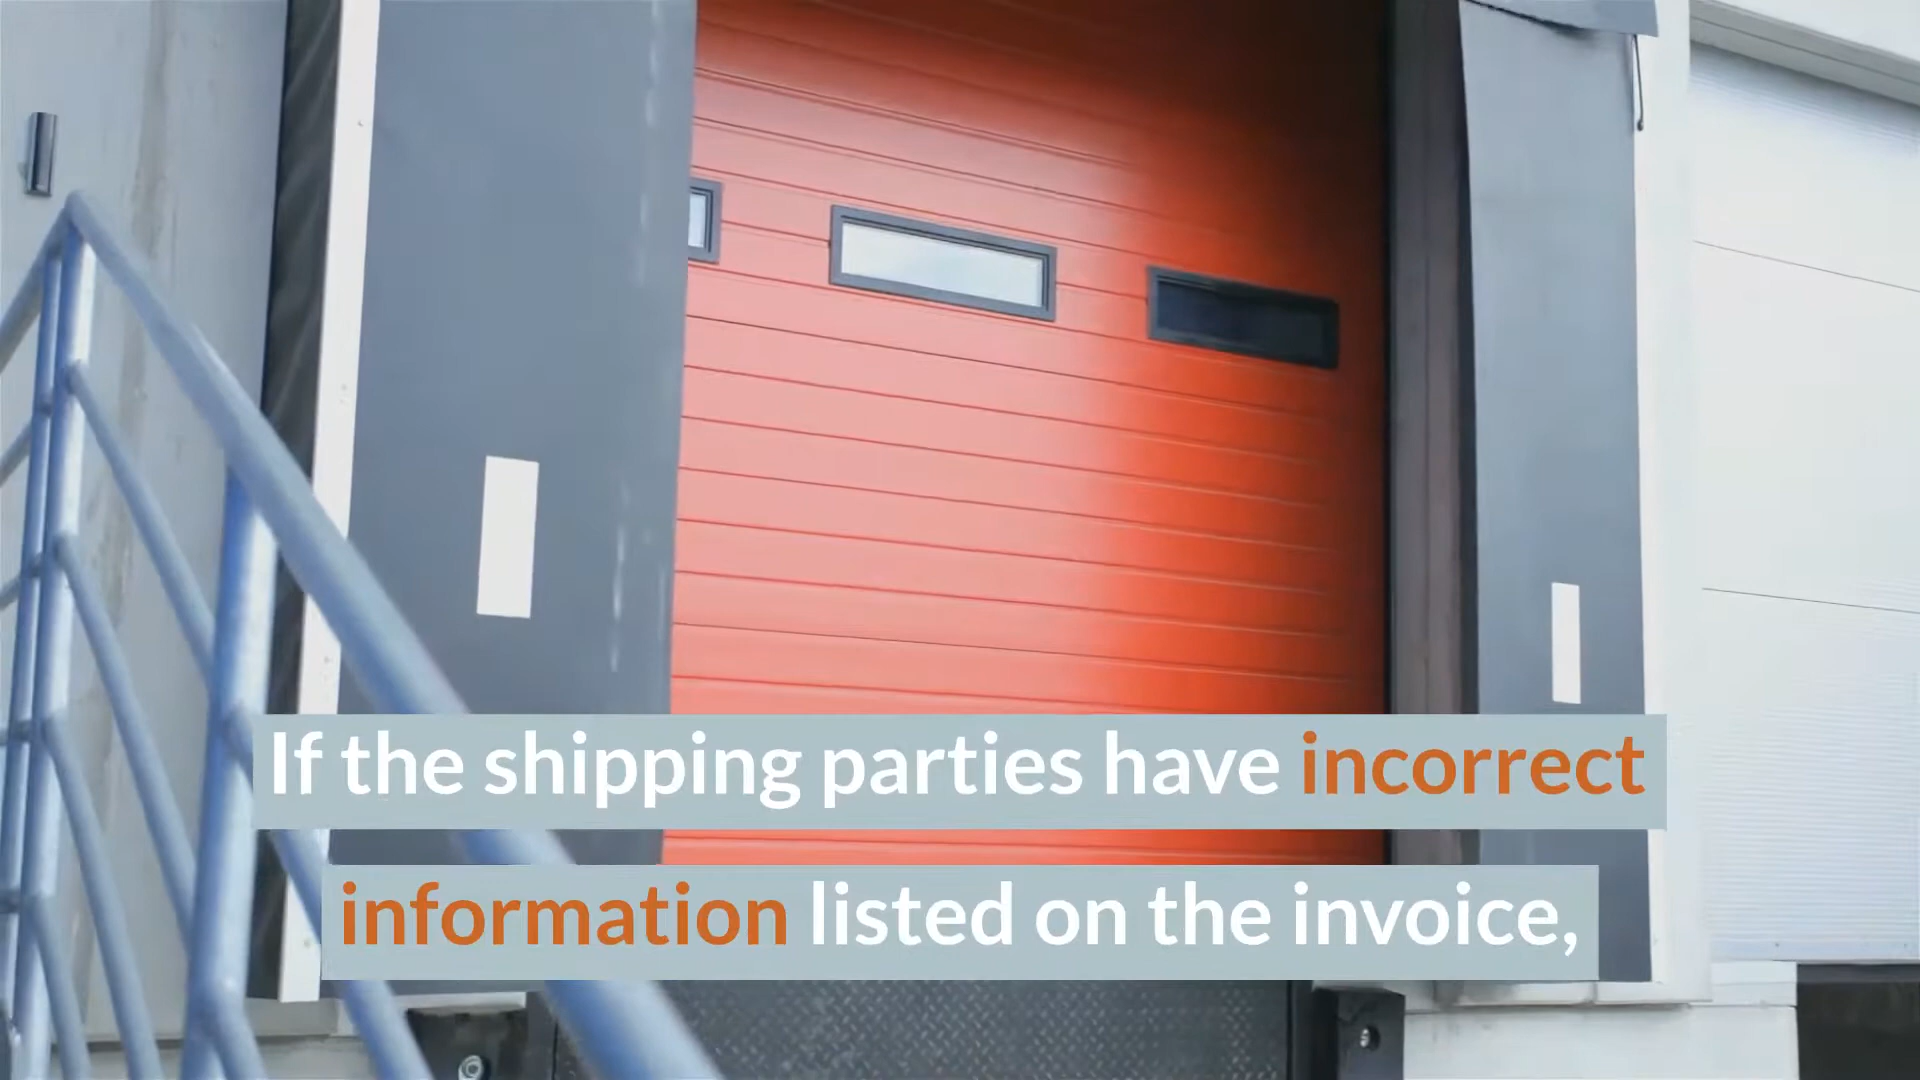 If the shipping parties have incorrect
information listed on the invoice,